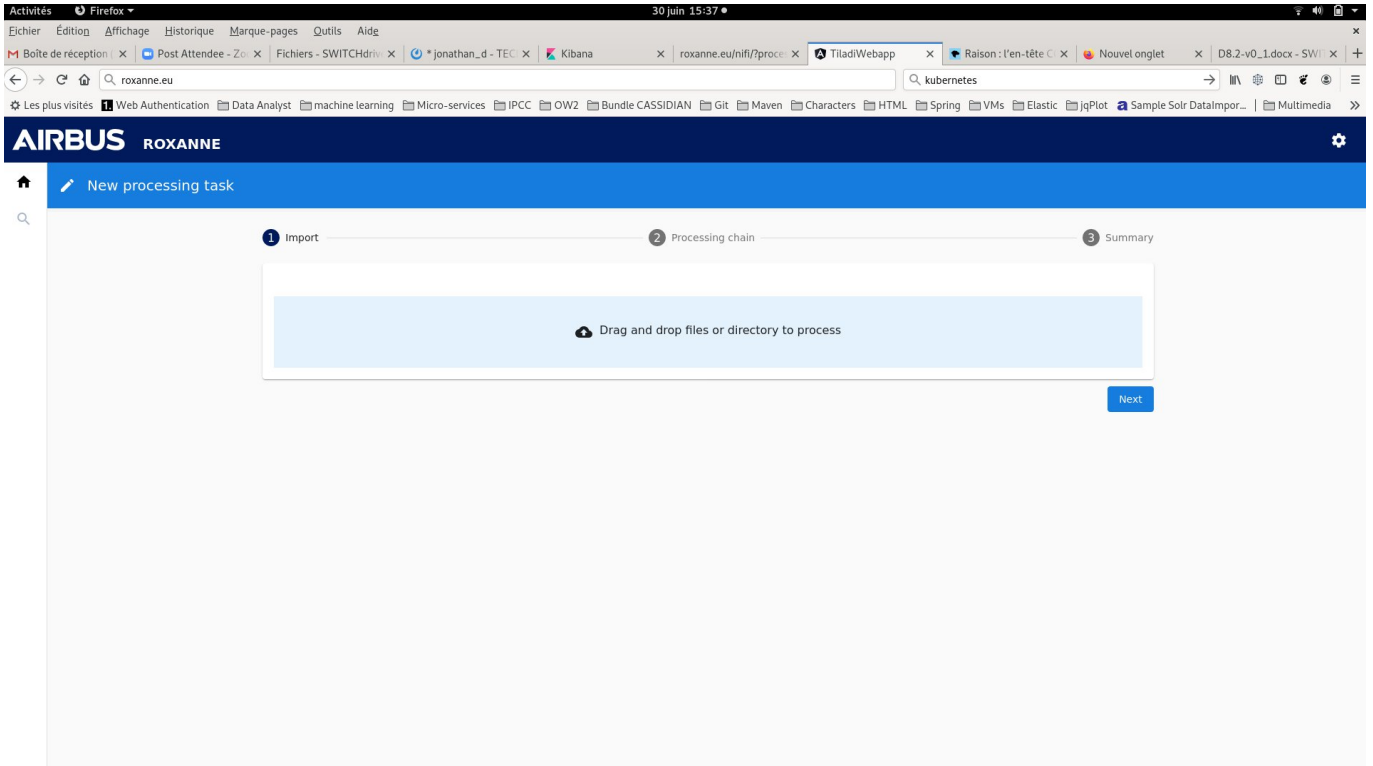 Activités Firefox 30 juin 15:37
Fichier Édition Affichage Historique Marque-pages Outils Aide
Boîte de réception Post Attendee - Zo Fichiers - SWITCHdriv * jonathan_d - TEC Kibana roxanne.eu/nifi/?proces TiladiWebapp Raison : l'en-tête C Nouvel onglet D8.2-v0_1.docx - SWI
roxanne.eu kubernetes
Les plus visités 1. Web Authentication Data Analyst machine learning Micro-services IPCC OW2 Bundle CASSIDIAN Git Maven Characters HTML Spring VMs Elastic jqPlot a Sample Solr DataImpor... Multimedia
AIRBUS ROXANNE
New processing task
1 Import 2 Processing chain 3 Summary
Drag and drop files or directory to process
Next